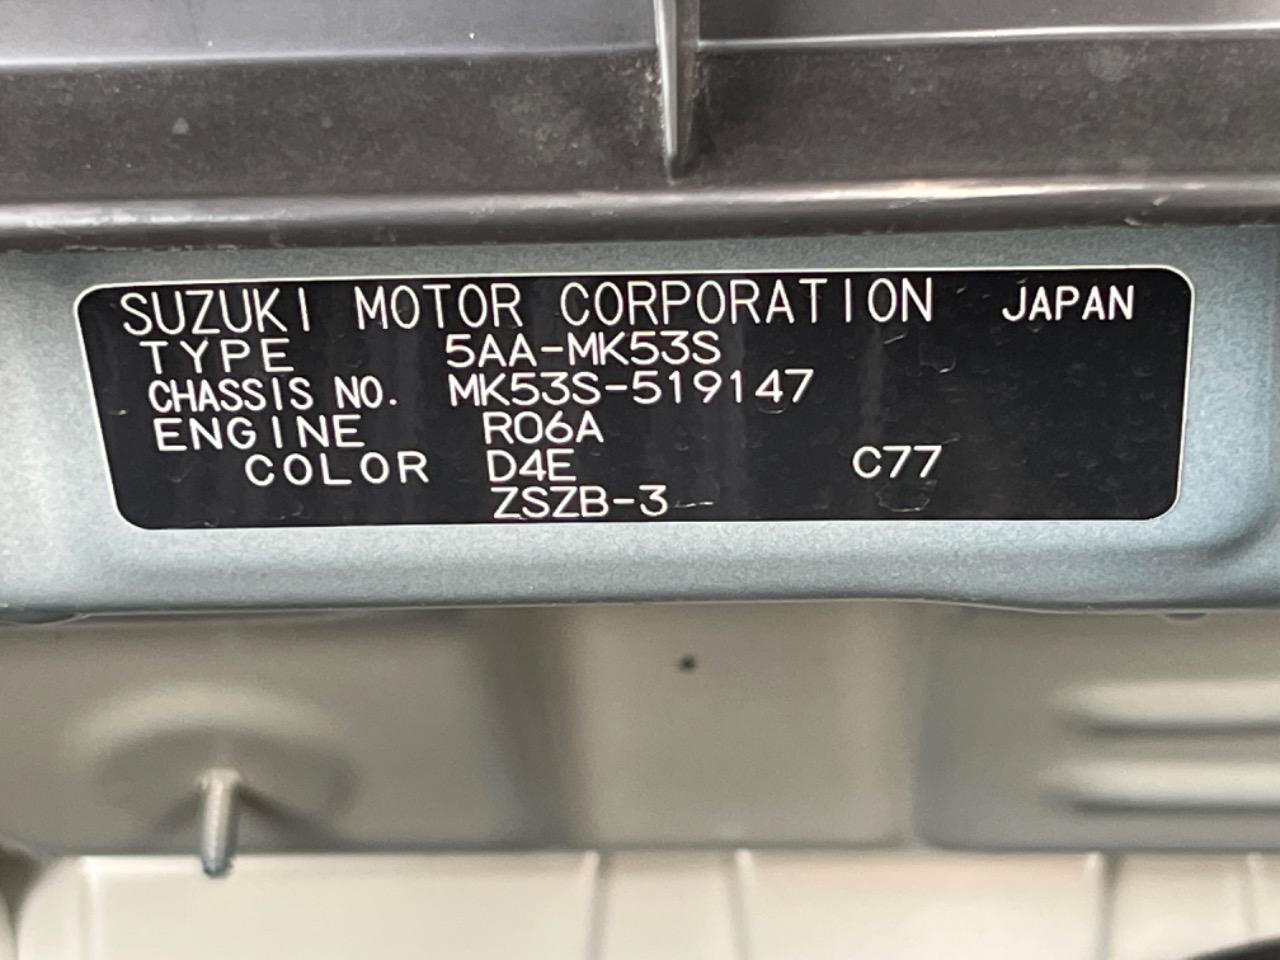 SUZUKI MOTOR CORPORATION JAPAN
TYPE 5AA-MK53S
CHASSIS NO. MK53S-519147
ENGINE R06A
COLOR D4E C77
ZSZB-3